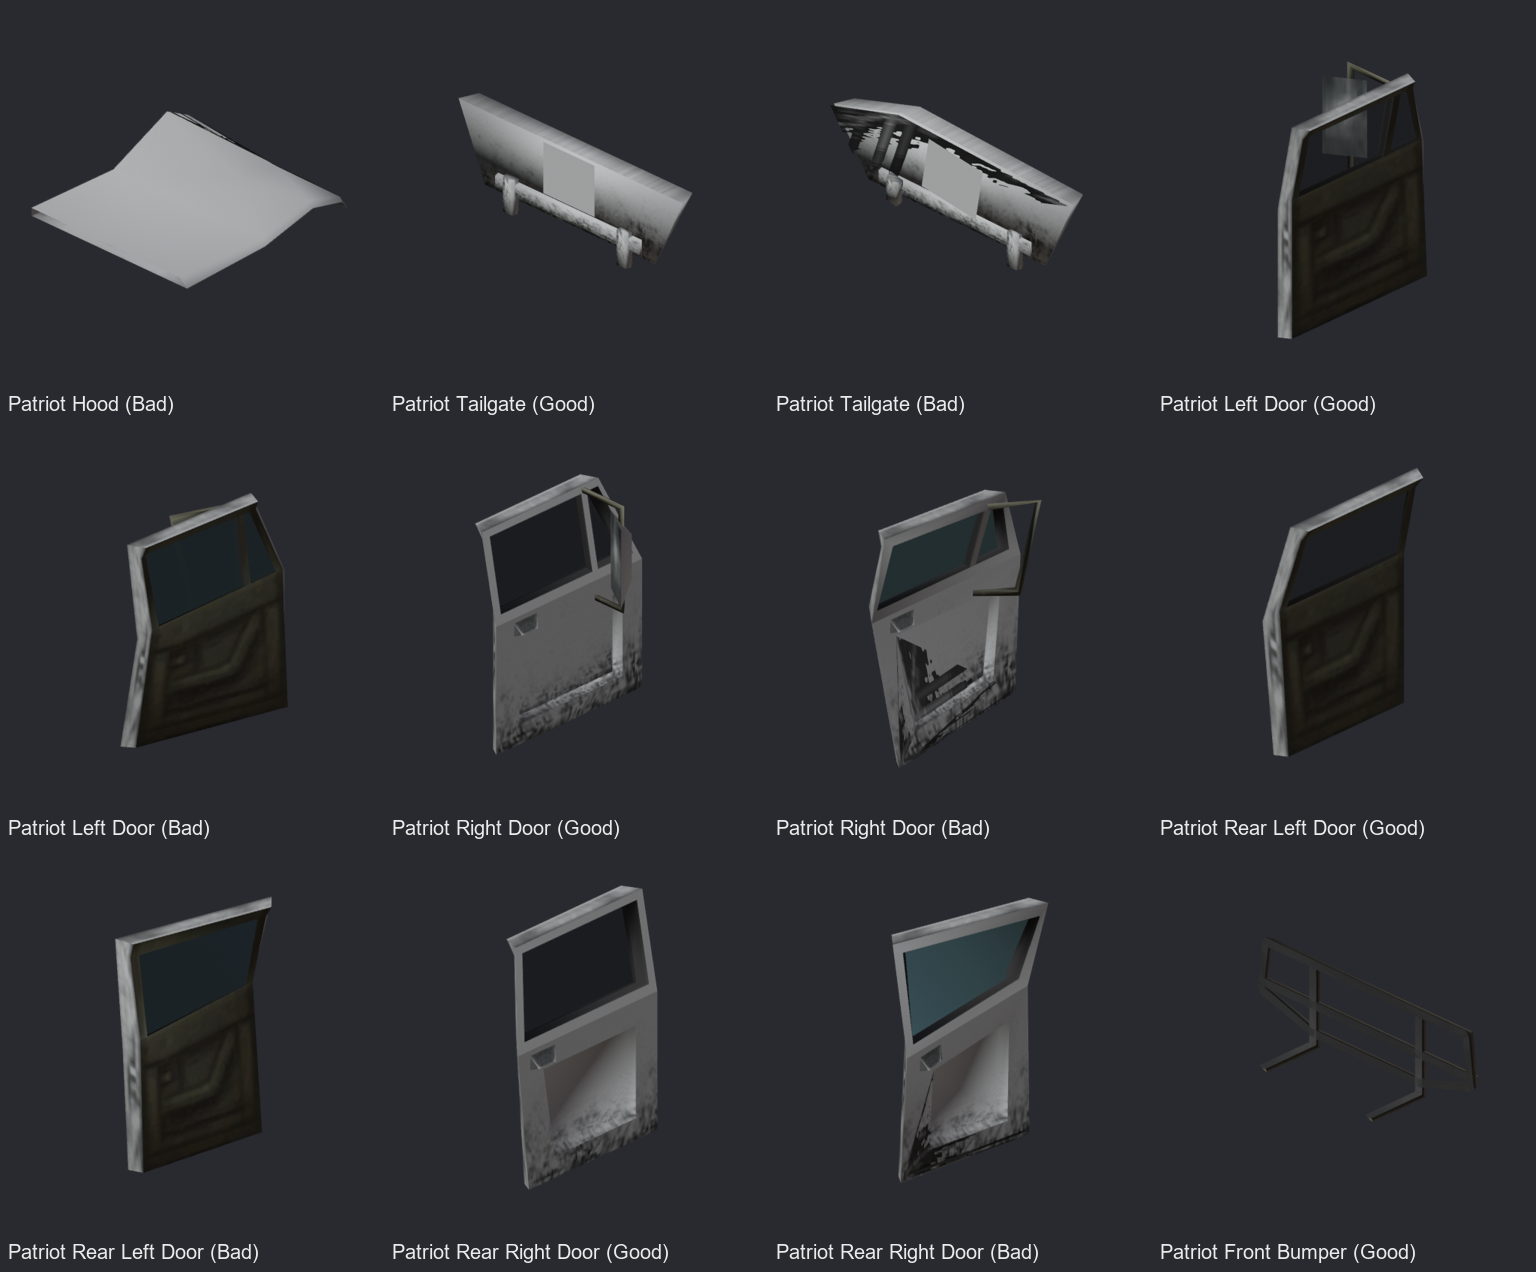 Patriot Hood (Bad)
Patriot Tailgate (Good)
Patriot Tailgate (Bad)
Patriot Left Door (Good)
Patriot Left Door (Bad)
Patriot Right Door (Good)
Patriot Right Door (Bad)
Patriot Rear Left Door (Good)
Patriot Rear Left Door (Bad)
Patriot Rear Right Door (Good)
Patriot Rear Right Door (Bad)
Patriot Front Bumper (Good)